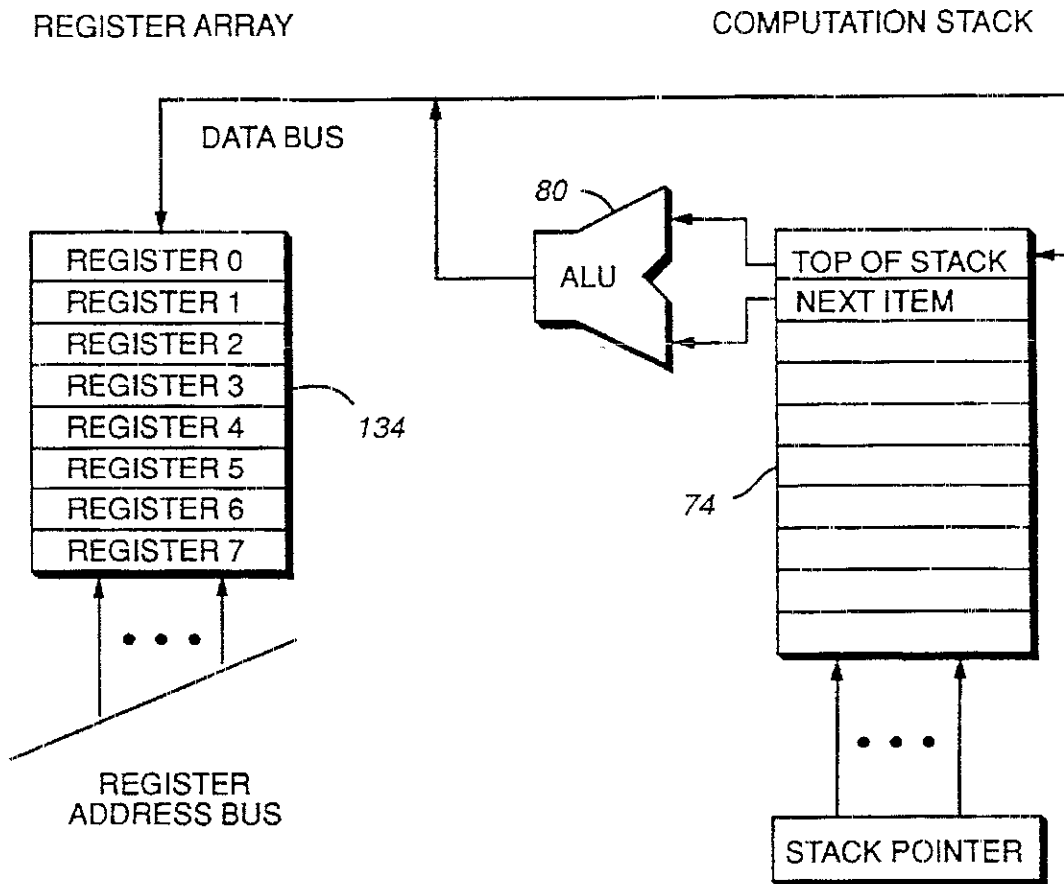 REGISTER ARRAY
COMPUTATION STACK
DATA BUS
80
REGISTER 0
REGISTER 1
REGISTER 2
REGISTER 3
REGISTER 4
REGISTER 5
REGISTER 6
REGISTER 7
134
ALU
TOP OF STACK
NEXT ITEM
74
REGISTER
ADDRESS BUS
STACK POINTER